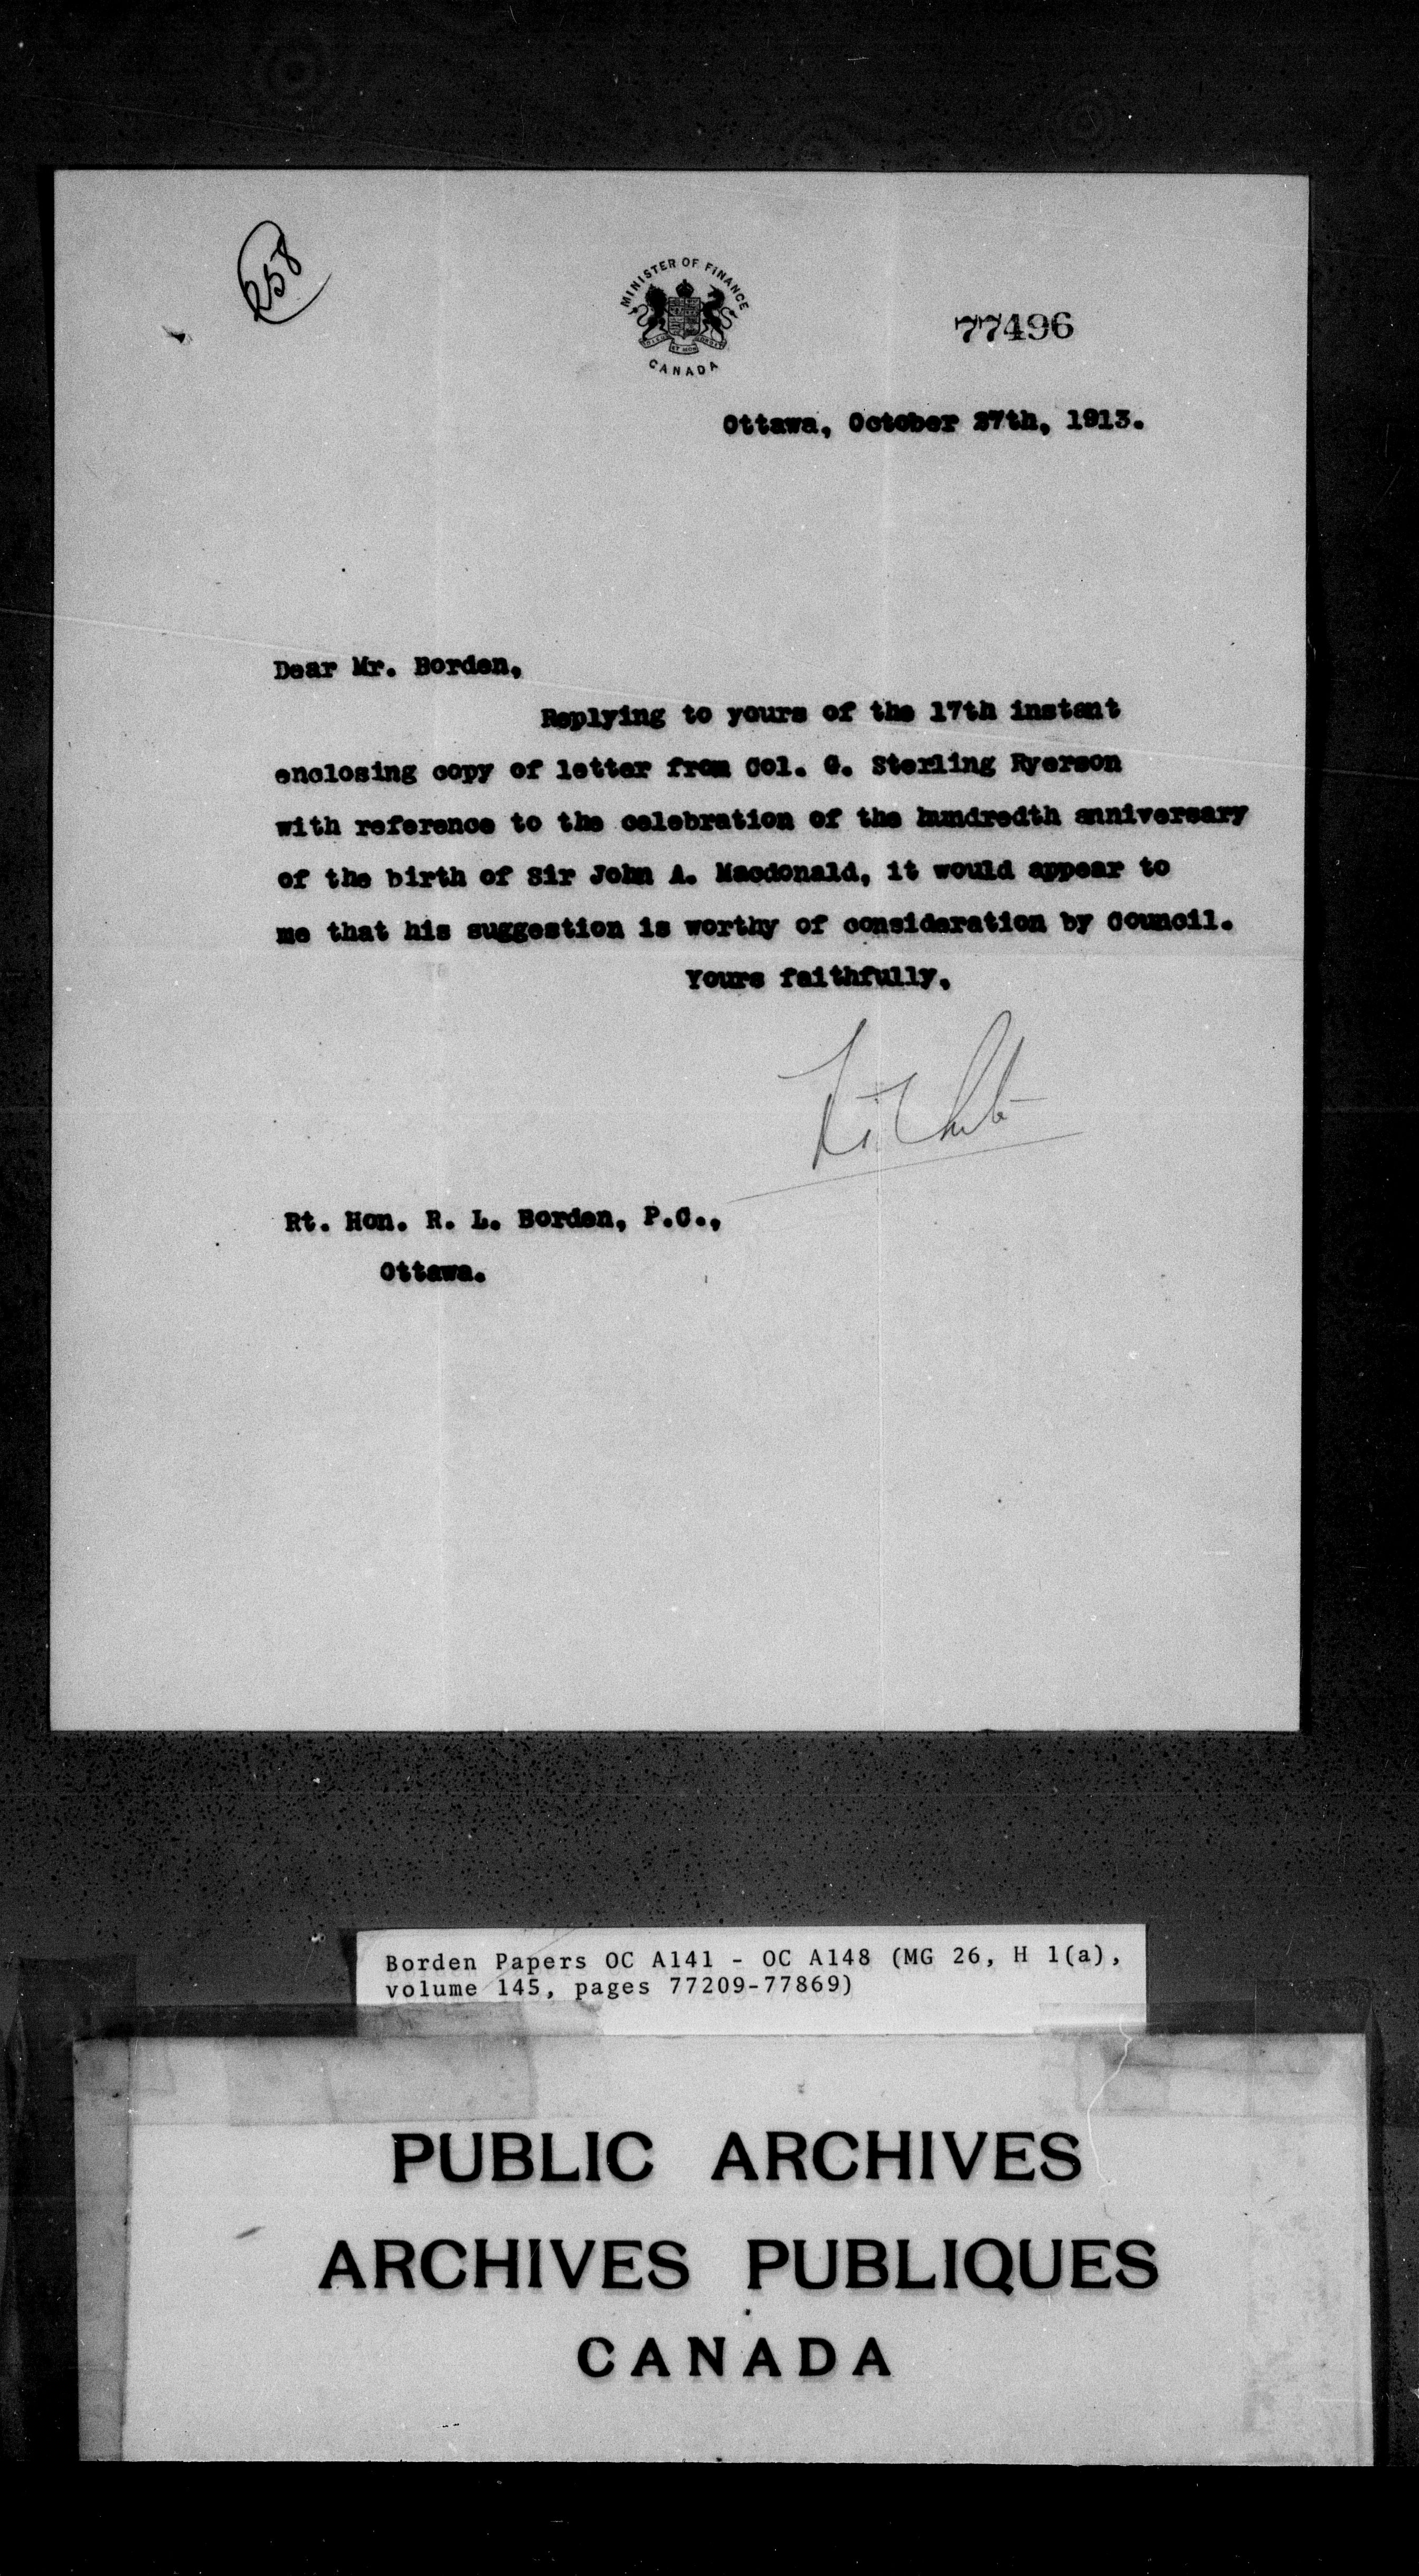 258
MINISTER OF FINANCE
CANADA
77496
Ottawa, October 27th, 1913.
Dear Mr. Borden,
Replying to yours of the 17th instant
enclosing copy of letter from Col. G. Sterling Ryerson
with reference to the celebration of the hundredth anniversary
of the birth of Sir John A. Macdonald, it would appear to
me that his suggestion is worthy of consideration by Council.
Yours faithfully,
Rt. Hon. R. L. Borden, P.C.,
Ottawa.
Borden Papers OC A141 - OC A148 (MG 26, H 1(a),
volume 145, pages 77209-77869)
PUBLIC ARCHIVES
ARCHIVES PUBLIQUES
CANADA